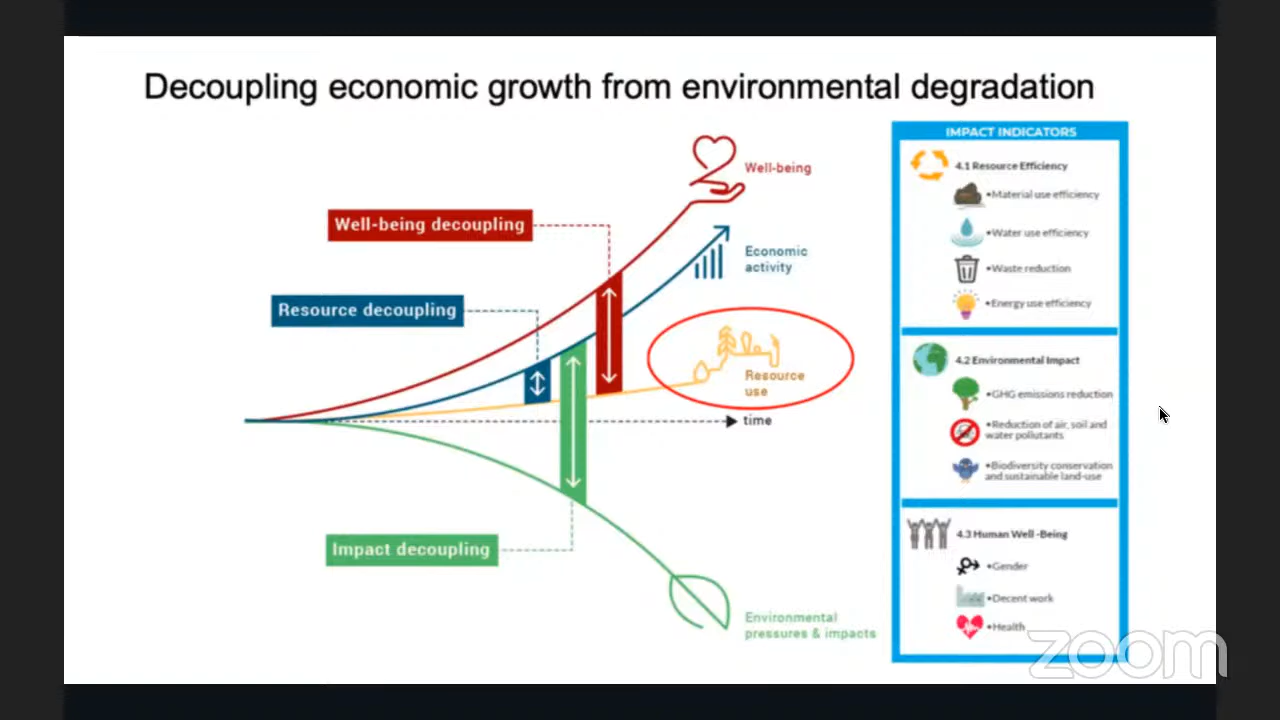 Decoupling economic growth from environmental degradation
Well-being
Well-being decoupling
Economic
activity
Resource decoupling
Resource
use
time
Impact decoupling
Environmental
pressures & impacts
IMPACT INDICATORS
4.1 Resource Efficiency
•Material use efficiency
•Water use efficiency
•Waste reduction
•Energy use efficiency
4.2 Environmental Impact
•GHG emissions reduction
•Reduction of air, soil and
water pollutants
•Biodiversity conservation
and sustainable land-use
4.3 Human Well -Being
•Gender
•Decent work
•Health
zoom